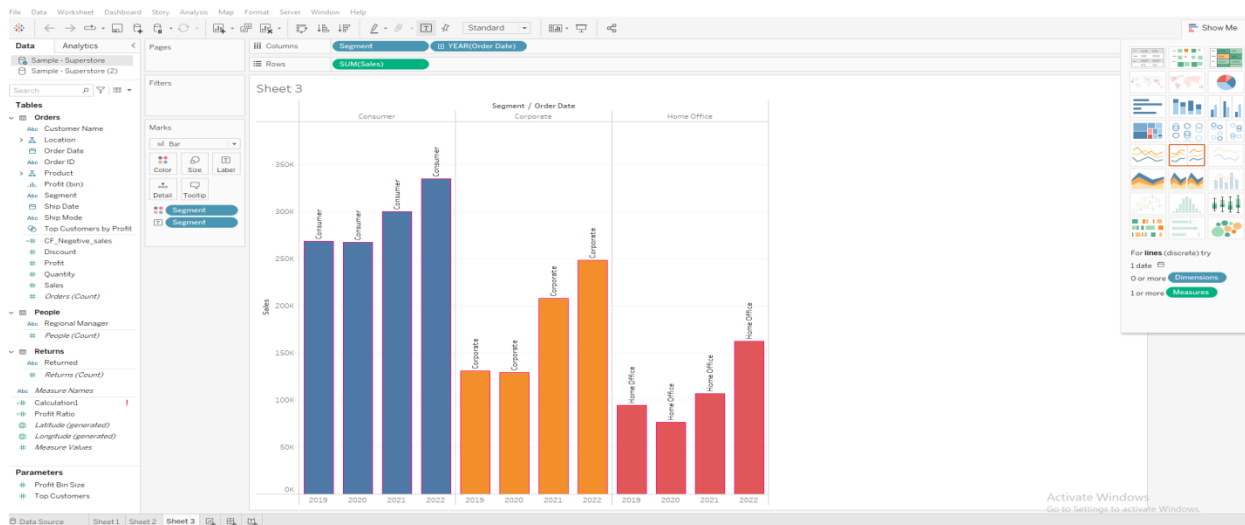 File Data Worksheet Dashboard Story Analysis Map Format Server Window Help
Standard
Show Me
Data Analytics
Sample - Superstore
Sample - Superstore (2)
Search
Tables
Orders
Abc Customer Name
Location
Order Date
Abc Order ID
Product
Profit (bin)
Abc Segment
Ship Date
Abc Ship Mode
Top Customers by Profit
CF_Negetive_sales
Discount
Profit
Quantity
Sales
Orders (Count)
People
Abc Regional Manager
People (Count)
Returns
Abc Returned
Returns (Count)
Abc Measure Names
Calculation1 !
Profit Ratio
Latitude (generated)
Longitude (generated)
Measure Values
Parameters
Profit Bin Size
Top Customers
Pages
Filters
Marks
Bar
Color Size Label
Detail Tooltip
Segment
Segment
Columns Segment YEAR(Order Date)
Rows SUM(Sales)
Sheet 3
Segment / Order Date
Consumer Corporate Home Office
350K
300K
250K
200K
150K
100K
50K
0K
Sales
Consumer Consumer Consumer Consumer Corporate Corporate Corporate Corporate Home Office Home Office Home Office Home Office
2019 2020 2021 2022 2019 2020 2021 2022 2019 2020 2021 2022
For lines (discrete) try
1 date
0 or more Dimensions
1 or more Measures
Activate Windows
Go to Settings to activate Windows.
Data Source Sheet 1 Sheet 2 Sheet 3